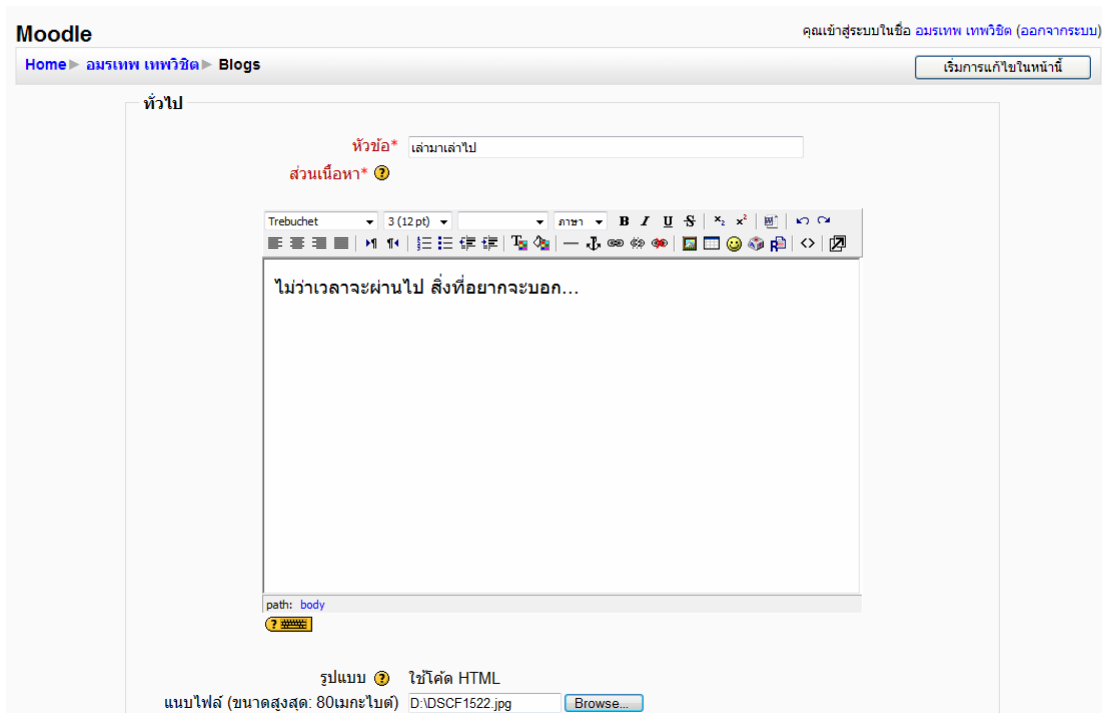 Moodle
คุณเข้าสู่ระบบในชื่อ อมรเทพ เทพวิชิต (ออกจากระบบ)
Home ► อมรเทพ เทพวิชิต ► Blogs
เริ่มการแก้ไขในหน้านี้
ทั่วไป
หัวข้อ* เล่ามาเล่าไป
ส่วนเนื้อหา*
Trebuchet 3 (12 pt) ภาษา B I U S x₂ x²
ไม่ว่าเวลาจะผ่านไป สิ่งที่อยากจะบอก...
path: body
รูปแบบ ใช้โค้ด HTML
แนบไฟล์ (ขนาดสูงสุด: 80เมกะไบต์) D:\DSCF1522.jpg Browse...